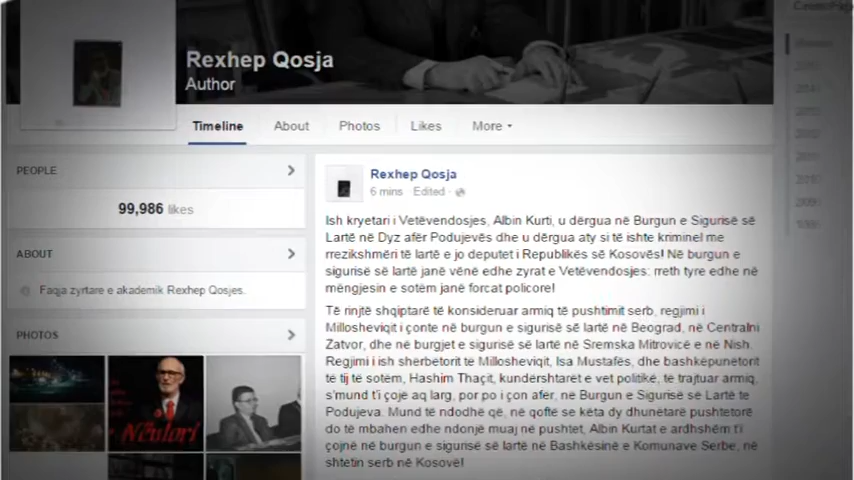 Rexhep Qosja
Author
Timeline
About
Photos
Likes
More
PEOPLE
99,986 likes
ABOUT
Faqja zyrtare e akademik Rexhep Qosjes.
PHOTOS
Nëntori
Rexhep Qosja
6 mins · Edited ·
Ish kryetari i Vetëvendosjes, Albin Kurti, u dërgua në Burgun e Sigurisë së
Lartë në Dyz afër Podujevës dhe u dërgua aty si të ishte kriminel me
rrezikshmëri të lartë e jo deputet i Republikës së Kosovës! Në burgun e
sigurisë së lartë janë vënë edhe zyrat e Vetëvendosjes: rreth tyre edhe në
mëngjesin e sotëm janë forcat policore!
Të rinjtë shqiptarë të konsideruar armiq të pushtimit serb, regjimi i
Millosheviqit i çonte në burgun e sigurisë së lartë në Beograd, në Centralni
Zatvor, dhe në burgjet e sigurisë së lartë në Sremska Mitrovicë e në Nish.
Regjimi i ish shërbëtorit të Millosheviqit, Isa Mustafës, dhe bashkëpunëtorit
të tij të sotëm, Hashim Thaçit, kundërshtarët e vet politikë, të trajtuar armiq,
s'mund t'i çojë aq larg, por po i çon afër, në Burgun e Sigurisë së Lartë te
Podujeva. Mund të ndodhë që, në qoftë se këta dy dhunëtarë pushtetorë
do të mbahen edhe ndonjë muaj në pushtet, Albin Kurtat e ardhshëm t'i
çojnë në burgun e sigurisë së lartë në Bashkësinë e Komunave Serbe, në
shtetin serb në Kosovë!